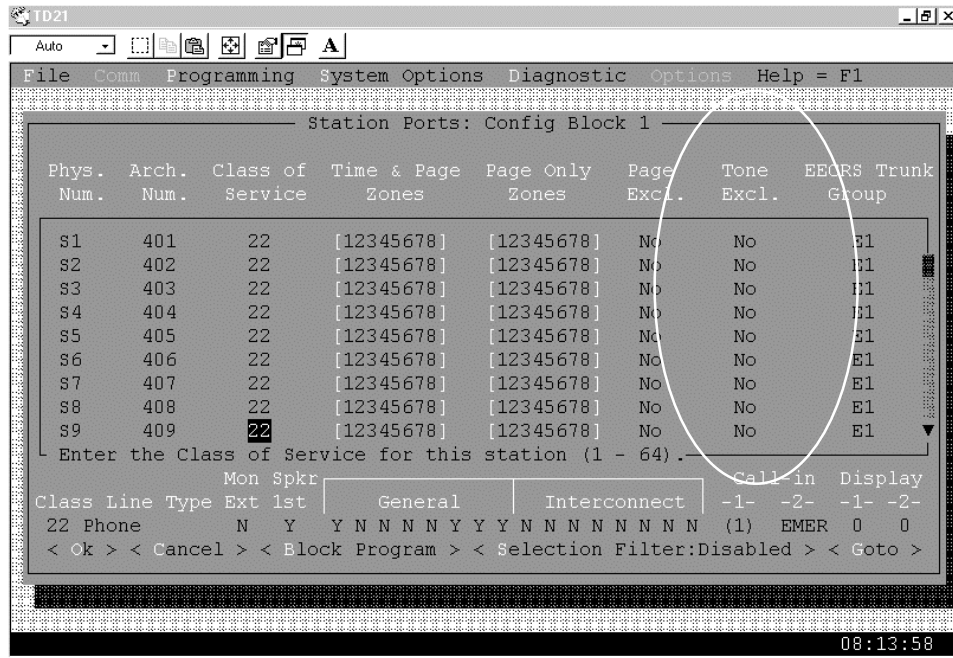 TD21
Auto A
File Comm Programming System Options Diagnostic Options Help = F1
Station Ports: Config Block 1
Phys. Arch. Class of Time & Page Page Only Page Tone EECRS Trunk
Num. Num. Service Zones Zones Excl. Excl. Group
S1 401 22 [12345678] [12345678] No No E1
S2 402 22 [12345678] [12345678] No No E1
S3 403 22 [12345678] [12345678] No No E1
S4 404 22 [12345678] [12345678] No No E1
S5 405 22 [12345678] [12345678] No No E1
S6 406 22 [12345678] [12345678] No No E1
S7 407 22 [12345678] [12345678] No No E1
S8 408 22 [12345678] [12345678] No No E1
S9 409 22 [12345678] [12345678] No No E1
Enter the Class of Service for this station (1 - 64).
Mon Spkr Call-in Display
Class Line Type Ext 1st General Interconnect -1- -2- -1- -2-
22 Phone N Y Y N N N N Y Y Y N N N N N N N N (1) EMER 0 0
< Ok > < Cancel > < Block Program > < Selection Filter:Disabled > < Goto >
08:13:58